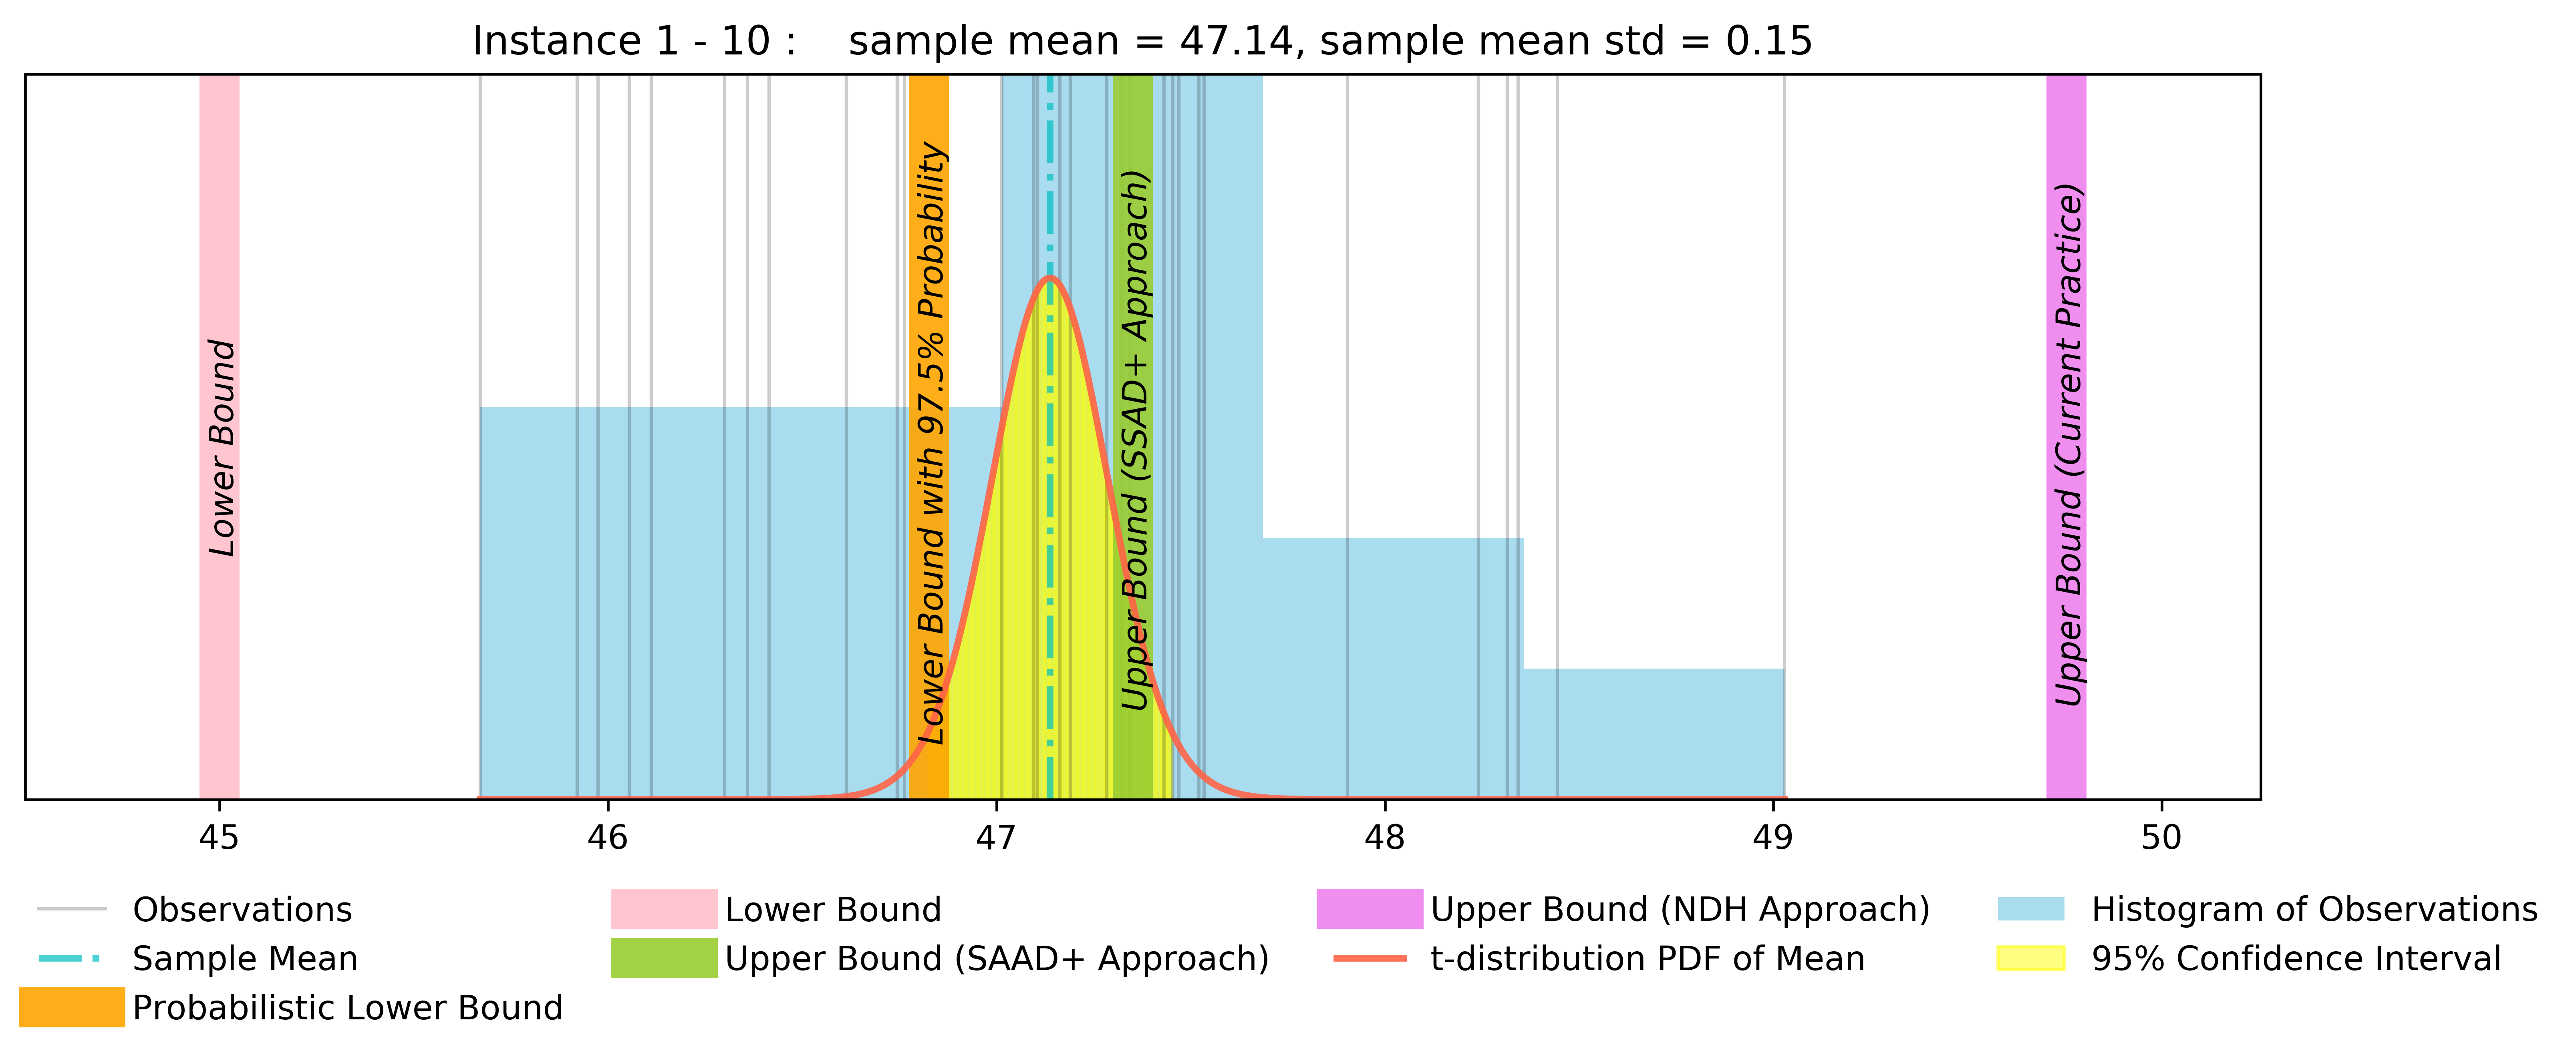 Instance 1 - 10 :    sample mean = 47.14, sample mean std = 0.15
Lower Bound
Lower Bound with 97.5% Probability
Upper Bound (SSAD+ Approach)
Upper Bound (Current Practice)
45 46 47 48 49 50
Observations
Sample Mean
Probabilistic Lower Bound
Lower Bound
Upper Bound (SAAD+ Approach)
Upper Bound (NDH Approach)
t-distribution PDF of Mean
Histogram of Observations
95% Confidence Interval